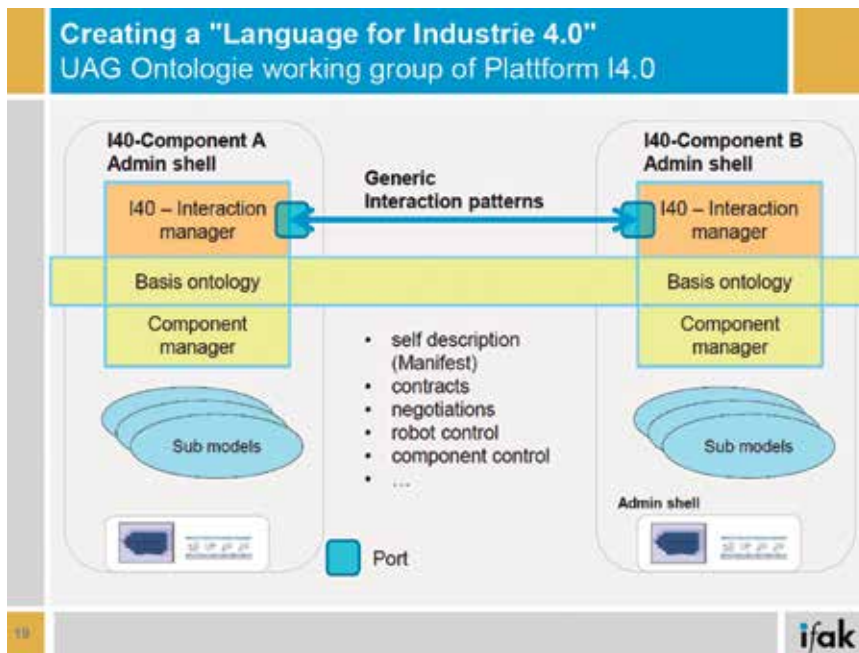 Creating a "Language for Industrie 4.0"
UAG Ontologie working group of Plattform I4.0
I40-Component A
Admin shell
I40 – Interaction
manager
Basis ontology
Component
manager
Sub models
Generic
Interaction patterns
• self description
(Manifest)
• contracts
• negotiations
• robot control
• component control
• …
Port
I40-Component B
Admin shell
I40 – Interaction
manager
Basis ontology
Component
manager
Sub models
Admin shell
19
ifak